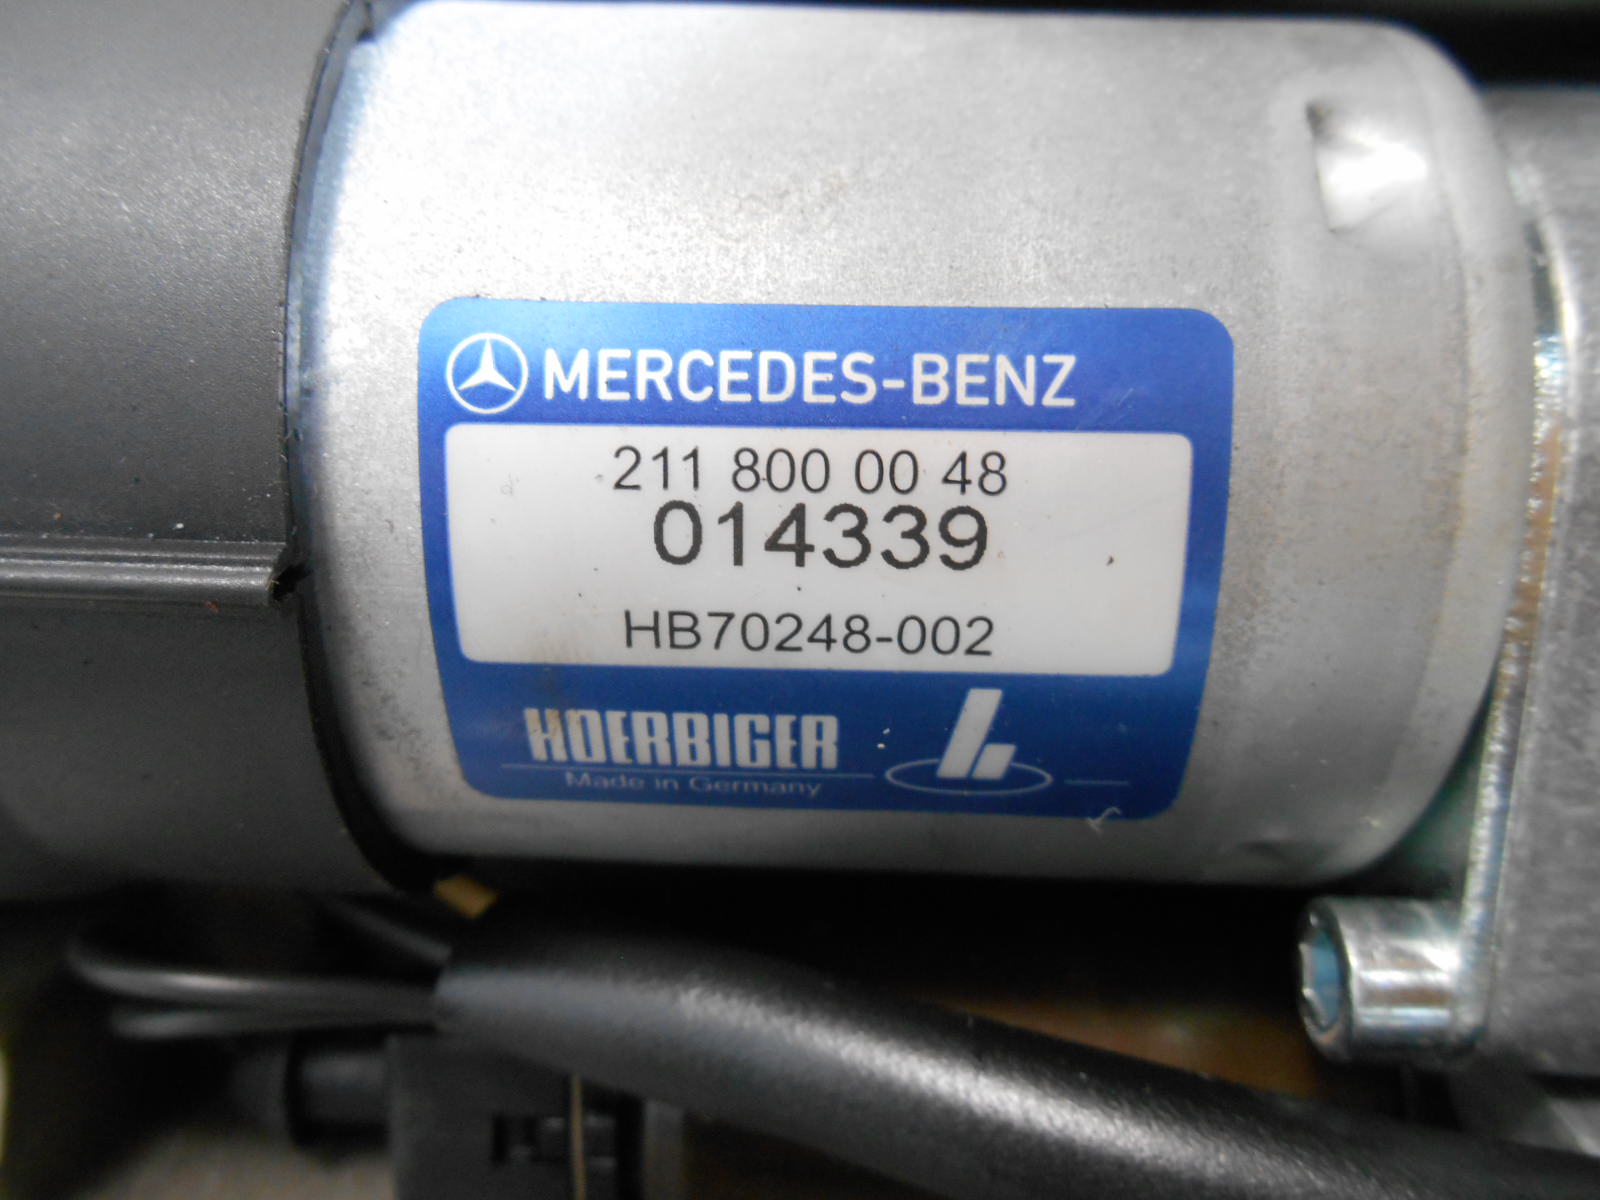 MERCEDES-BENZ
211 800 00 48
014339
HB70248-002
HOERBIGER
Made in Germany